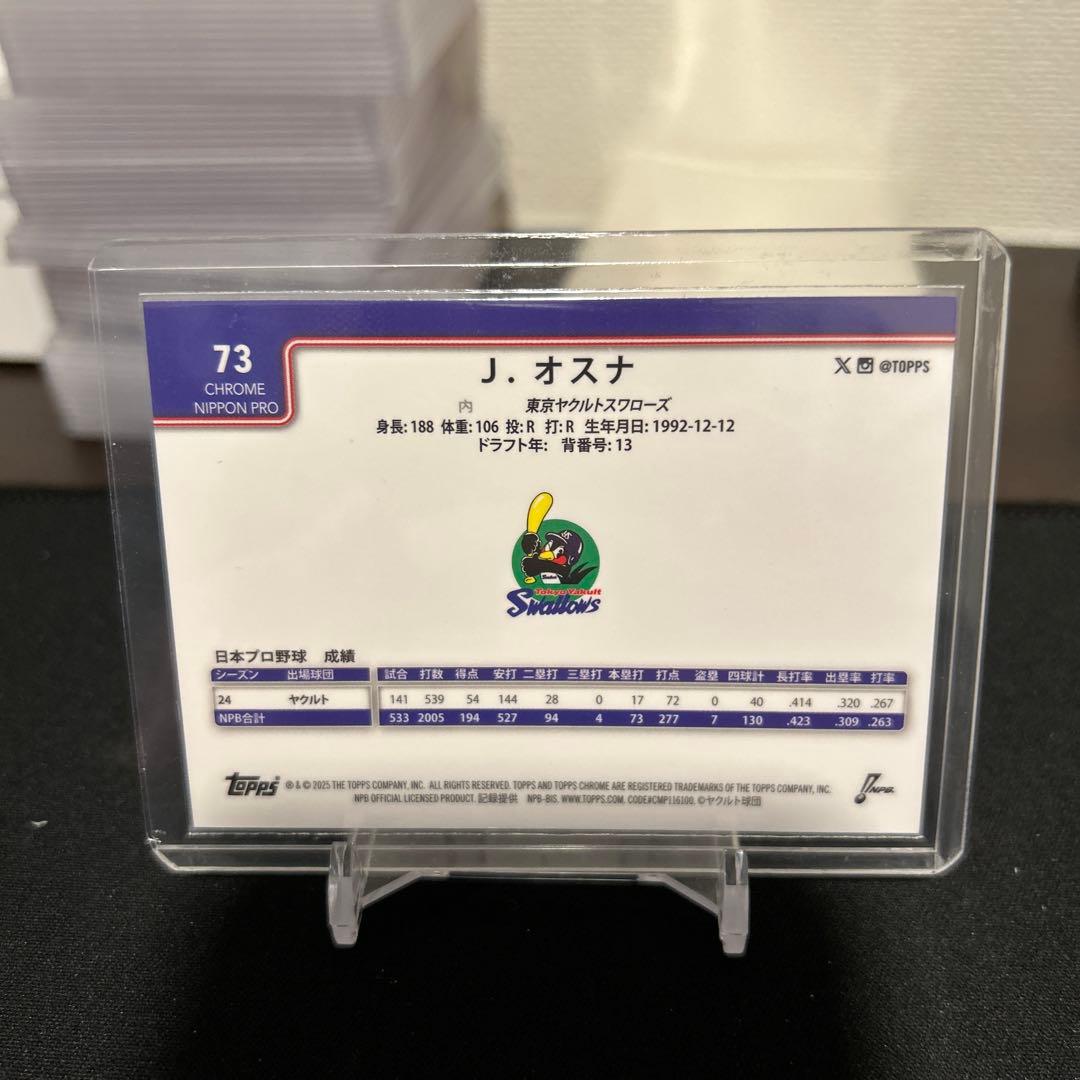 73
CHROME
NIPPON PRO
J. オスナ
@TOPPS
内 東京ヤクルトスワローズ
身長: 188 体重: 106 投: R 打: R 生年月日: 1992-12-12
ドラフト年: 背番号: 13
Tokyo Yakult
Swallows
日本プロ野球 成績
シーズン 出場球団 試合 打数 得点 安打 二塁打 三塁打 本塁打 打点 盗塁 四球計 長打率 出塁率 打率
24 ヤクルト 141 539 54 144 28 0 17 72 0 40 .414 .320 .267
NPB合計 533 2005 194 527 94 4 73 277 7 130 .423 .309 .263
topps ® & © 2025 THE TOPPS COMPANY, INC. ALL RIGHTS RESERVED. TOPPS AND TOPPS CHROME ARE REGISTERED TRADEMARKS OF THE TOPPS COMPANY, INC.
NPB OFFICIAL LICENSED PRODUCT. 記録提供 NPB-BIS. WWW.TOPPS.COM. CODE#CMP116100. ©ヤクルト球団
NPB